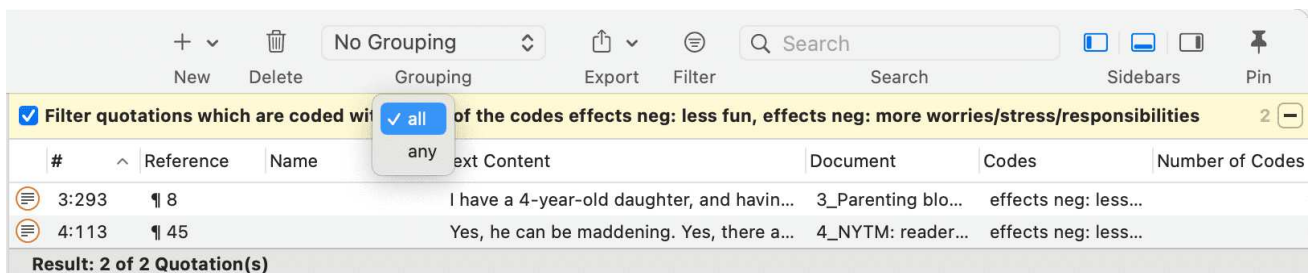 No Grouping Search
New Delete Grouping Export Filter Search Sidebars Pin
Filter quotations which are coded wi all of the codes effects neg: less fun, effects neg: more worries/stress/responsibilities 2
any
# Reference Name ext Content Document Codes Number of Codes
3:293 ¶ 8 I have a 4-year-old daughter, and havin... 3_Parenting blo... effects neg: less...
4:113 ¶ 45 Yes, he can be maddening. Yes, there a... 4_NYTM: reader... effects neg: less...
Result: 2 of 2 Quotation(s)